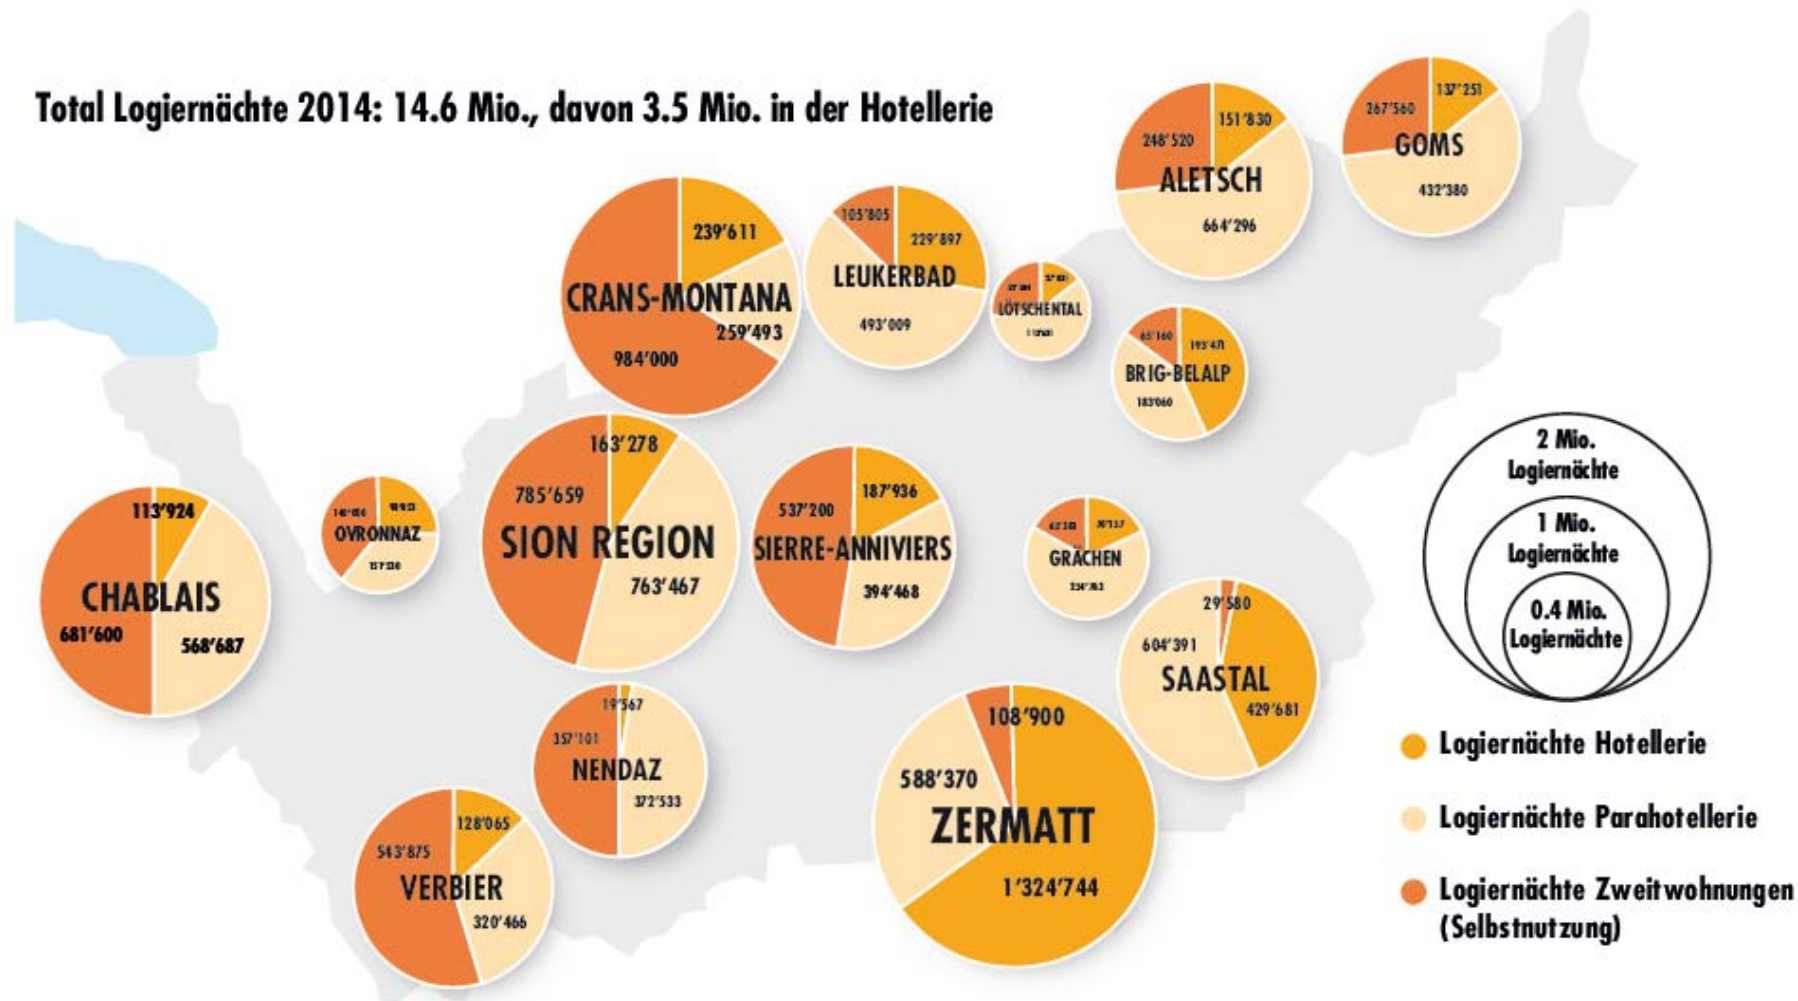 Total Logiernächte 2014: 14.6 Mio., davon 3.5 Mio. in der Hotellerie
137'251
267'560
GOMS
432'380
151'830
248'520
ALETSCH
664'296
239'611
CRANS-MONTANA
259'493
984'000
105'805
229'897
LEUKERBAD
493'009
LÖTSCHENTAL
65'160
193'471
BRIG-BELALP
183'060
163'278
785'659
SION REGION
763'467
187'936
537'200
SIERRE-ANNIVIERS
394'468
OVRONNAZ
113'924
CHABLAIS
681'600
568'687
GRÄCHEN
29'580
604'391
SAASTAL
429'681
19'567
357'101
NENDAZ
372'533
108'900
588'370
ZERMATT
1'324'744
128'065
543'875
VERBIER
320'466
2 Mio.
Logiernächte
1 Mio.
Logiernächte
0.4 Mio.
Logiernächte
Logiernächte Hotellerie
Logiernächte Parahotellerie
Logiernächte Zweitwohnungen
(Selbstnutzung)